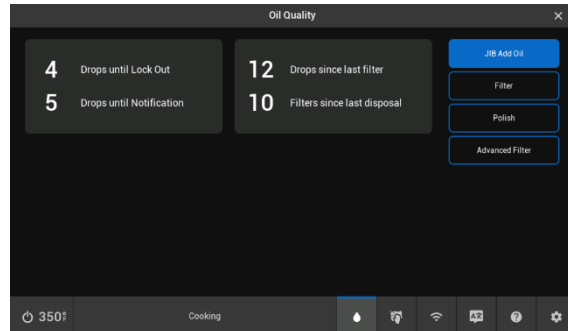 Oil Quality
4 Drops until Lock Out
5 Drops until Notification
12 Drops since last filter
10 Filters since last disposal
JIB Add Oil
Filter
Polish
Advanced Filter
350°F
Cooking